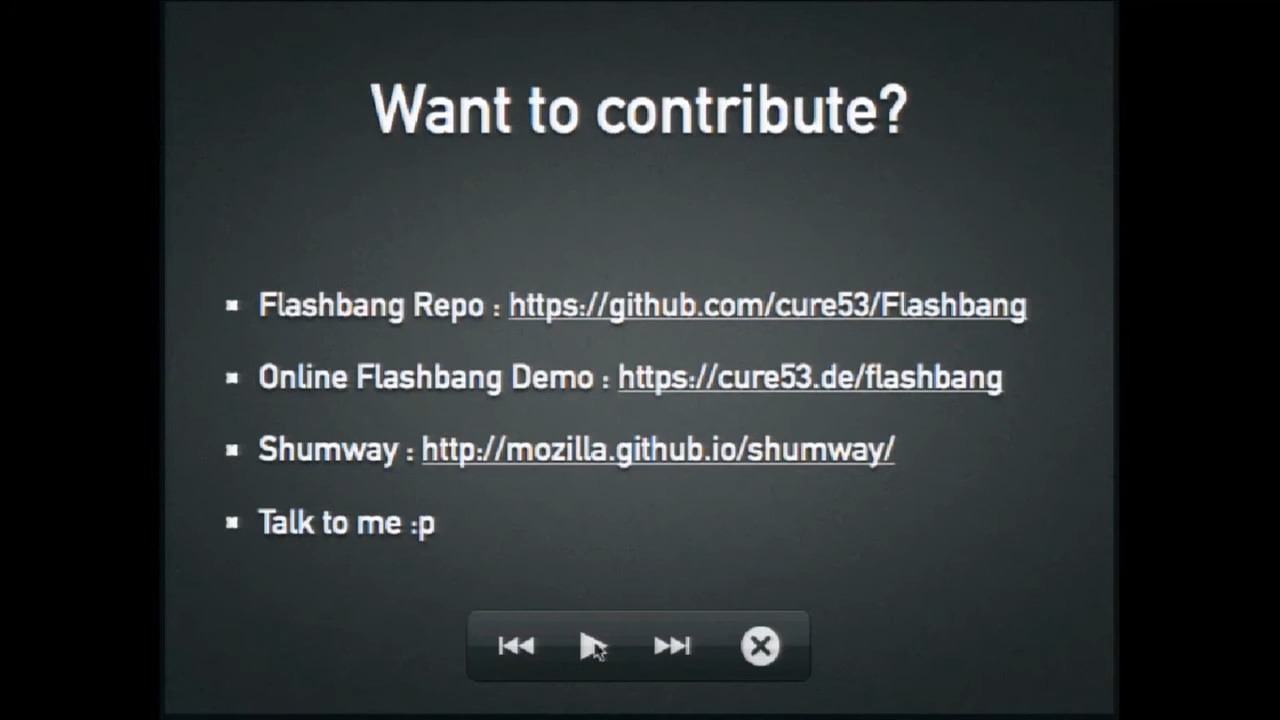 Want to contribute?
Flashbang Repo : https://github.com/cure53/Flashbang
Online Flashbang Demo : https://cure53.de/flashbang
Shumway : http://mozilla.github.io/shumway/
Talk to me :p